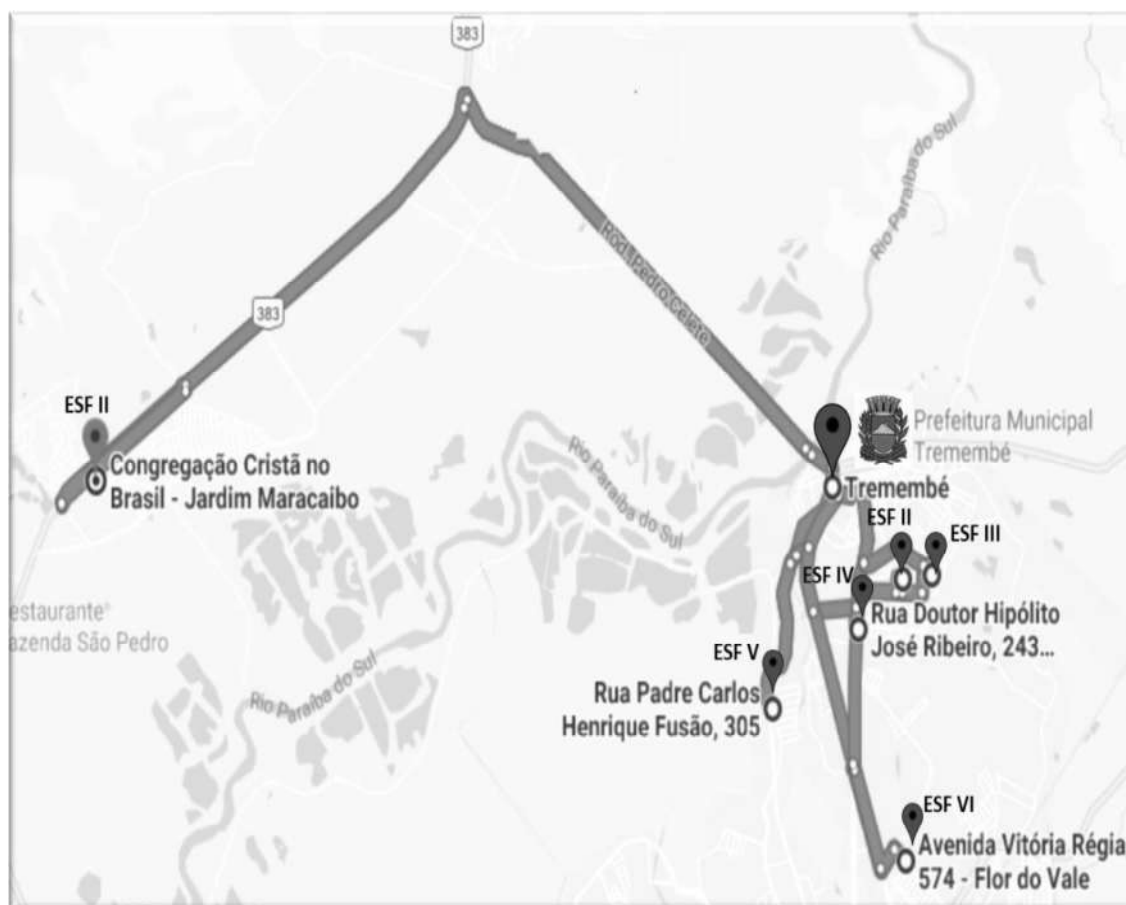 383
Rio Paraíba do Sul
Rod. Pedro Celete
383
ESF II
Prefeitura Municipal
Tremembé
Congregação Cristã no
Brasil - Jardim Maracaibo
Rio Paraíba do Sul
Tremembé
ESF II
ESF III
ESF IV
estaurante
azenda São Pedro
Rua Doutor Hipólito
José Ribeiro, 243...
ESF V
Rio Paraíba do Sul
Rua Padre Carlos
Henrique Fusão, 305
ESF VI
Avenida Vitória Régia
574 - Flor do Vale